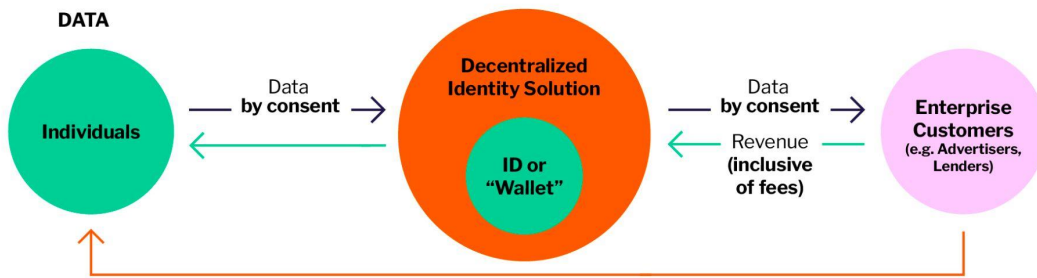 DATA
Individuals
Data
by consent
Decentralized
Identity Solution
ID or
“Wallet”
Data
by consent
Revenue
(inclusive
of fees)
Enterprise
Customers
(e.g. Advertisers,
Lenders)